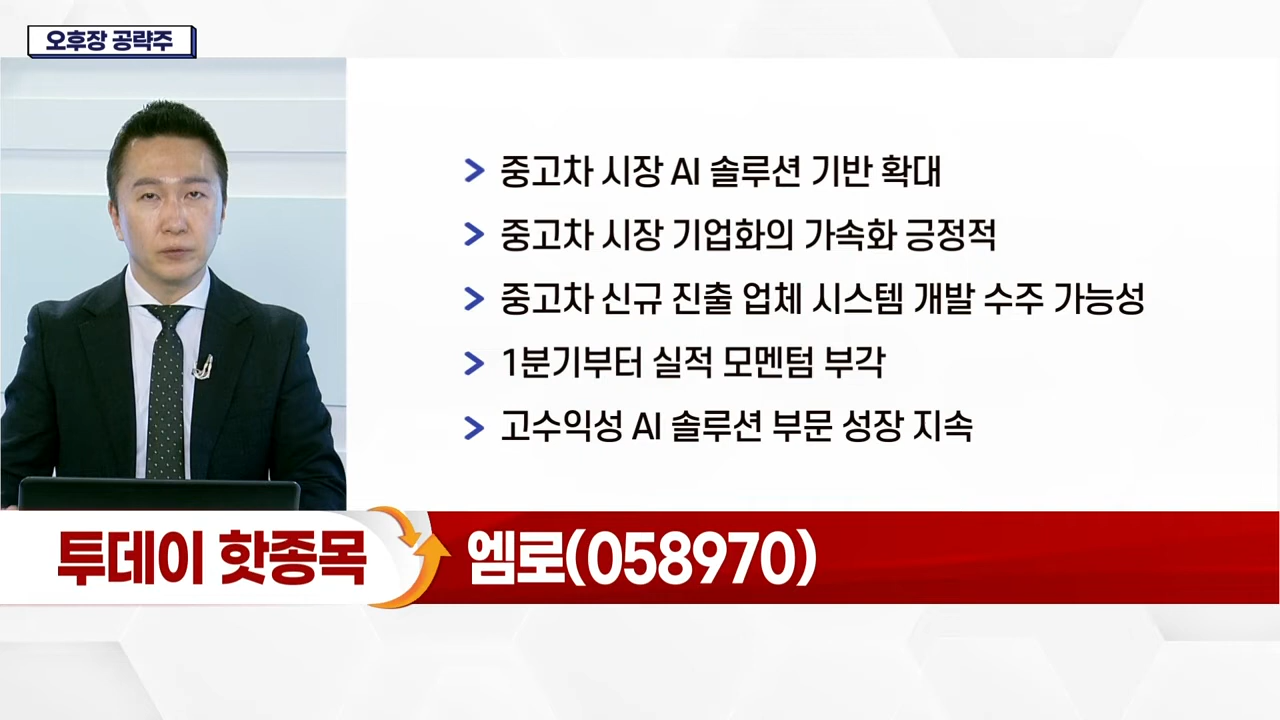 오후장 공략주
중고차 시장 AI 솔루션 기반 확대
중고차 시장 기업화의 가속화 긍정적
중고차 신규 진출 업체 시스템 개발 수주 가능성
1분기부터 실적 모멘텀 부각
고수익성 AI 솔루션 부문 성장 지속
투데이 핫종목
엠로(058970)